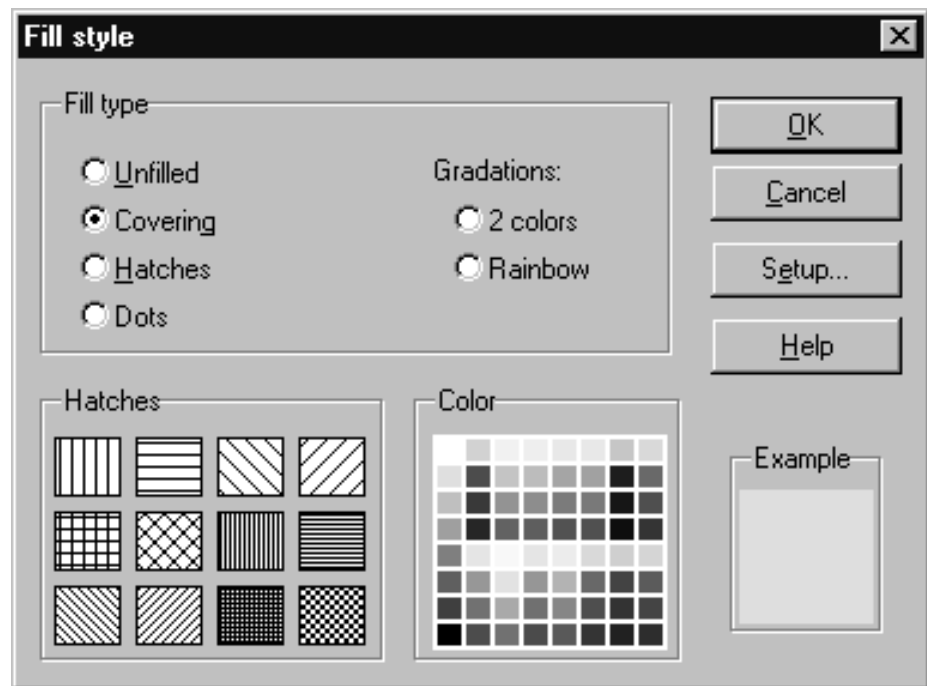 Fill style
Fill type
Unfilled
Covering
Hatches
Dots
Gradations:
2 colors
Rainbow
OK
Cancel
Setup...
Help
Hatches
Color
Example